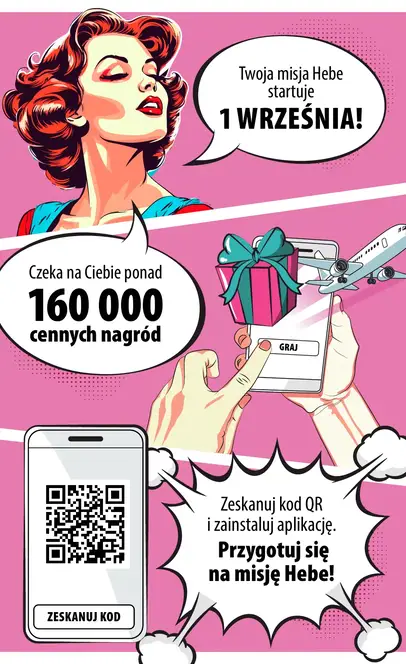 Twoja misja Hebe
startuje
1 WRZEŚNIA!
Czeka na Ciebie ponad
160 000
cennych nagród
GRAJ
Zeskanuj kod QR
i zainstaluj aplikację.
Przygotuj się
na misję Hebe!
ZESKANUJ KOD